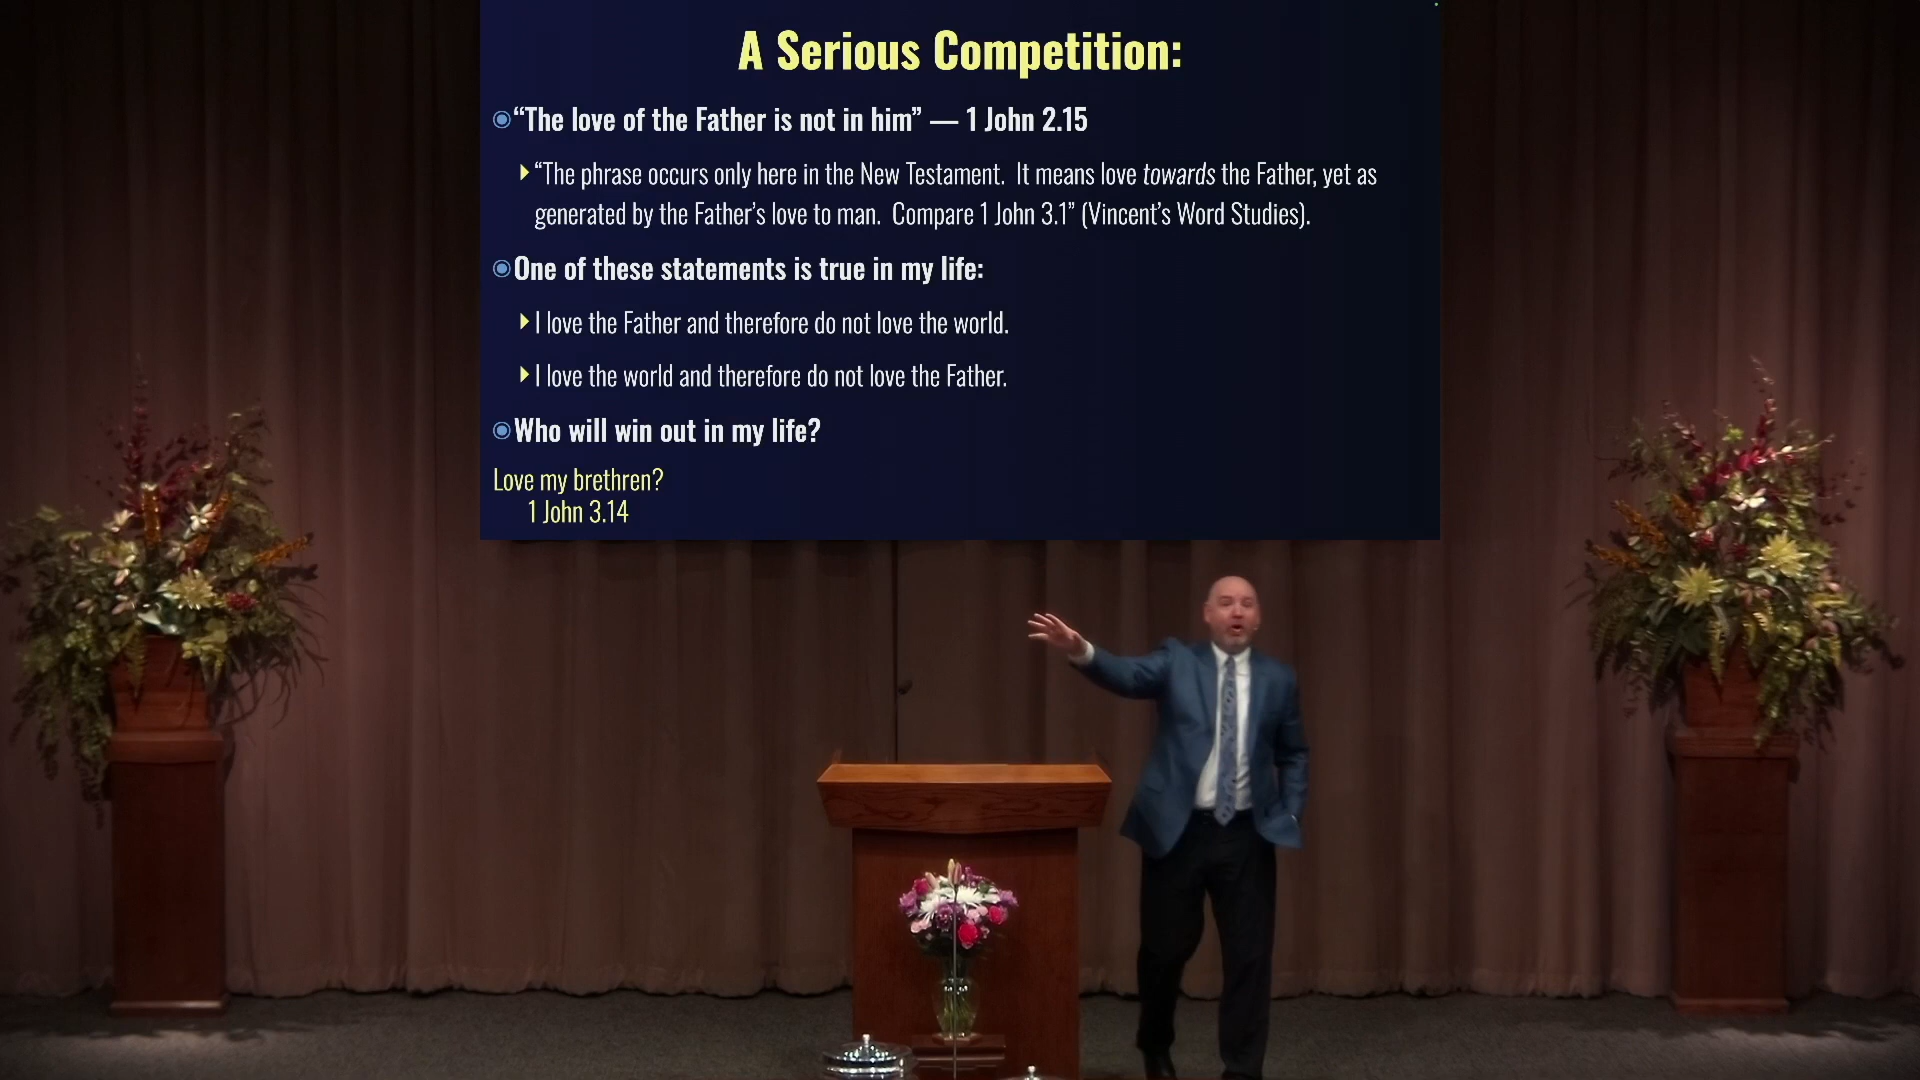 A Serious Competition:
“The love of the Father is not in him” — 1 John 2.15
“The phrase occurs only here in the New Testament.  It means love towards the Father, yet as
generated by the Father’s love to man.  Compare 1 John 3.1” (Vincent’s Word Studies).
One of these statements is true in my life:
I love the Father and therefore do not love the world.
I love the world and therefore do not love the Father.
Who will win out in my life?
Love my brethren?
1 John 3.14